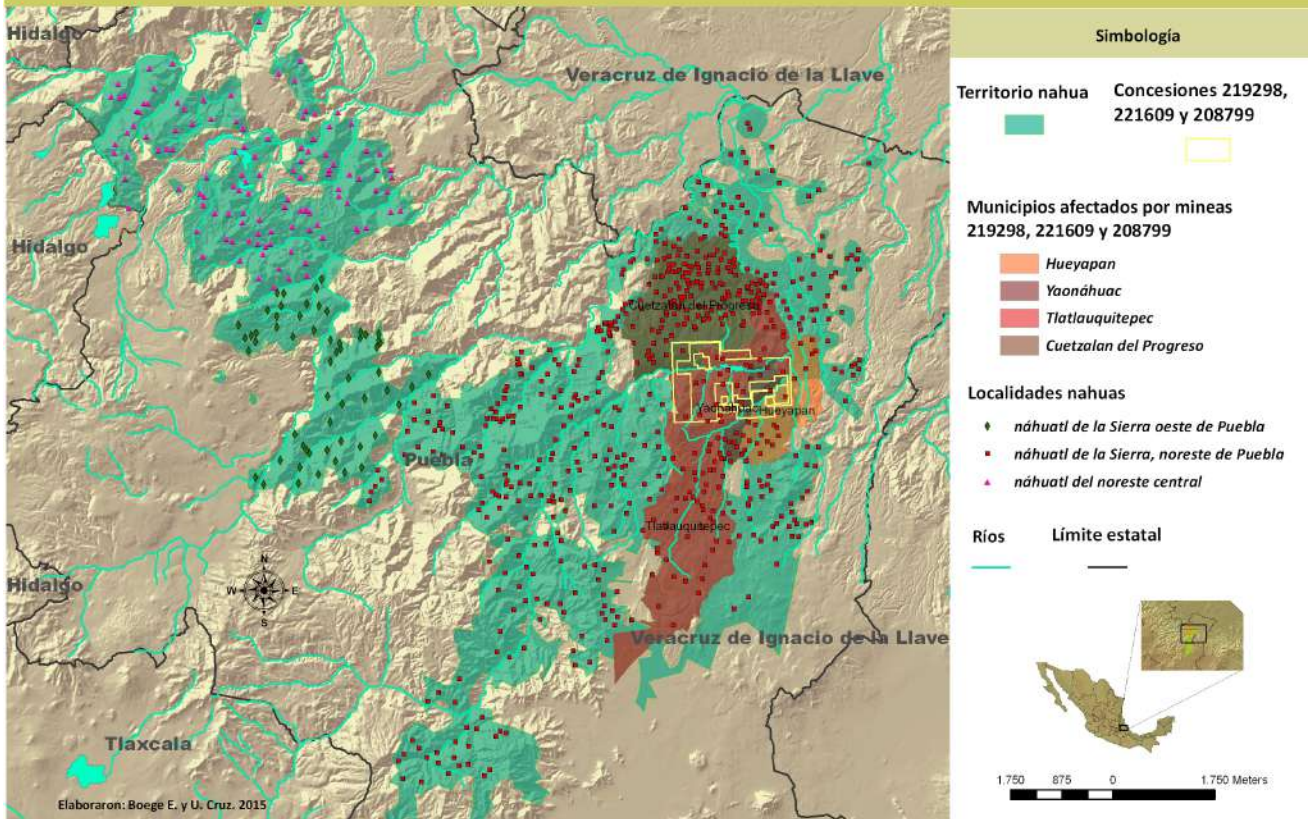 Hidalgo
Veracruz de Ignacio de la Llave
Hidalgo
Cuetzalan del Progreso
Yaonáhuac
Hueyapan
Puebla
Tlatlauquitepec
N
W
E
S
Hidalgo
Veracruz de Ignacio de la Llave
Tlaxcala
Elaboraron: Boege E. y U. Cruz. 2015
Simbología
Territorio nahua
Concesiones 219298,
221609 y 208799
Municipios afectados por mineas
219298, 221609 y 208799
Hueyapan
Yaonáhuac
Tlatlauquitepec
Cuetzalan del Progreso
Localidades nahuas
náhuatl de la Sierra oeste de Puebla
náhuatl de la Sierra, noreste de Puebla
náhuatl del noreste central
Ríos
Límite estatal
1.750 875 0 1.750 Meters